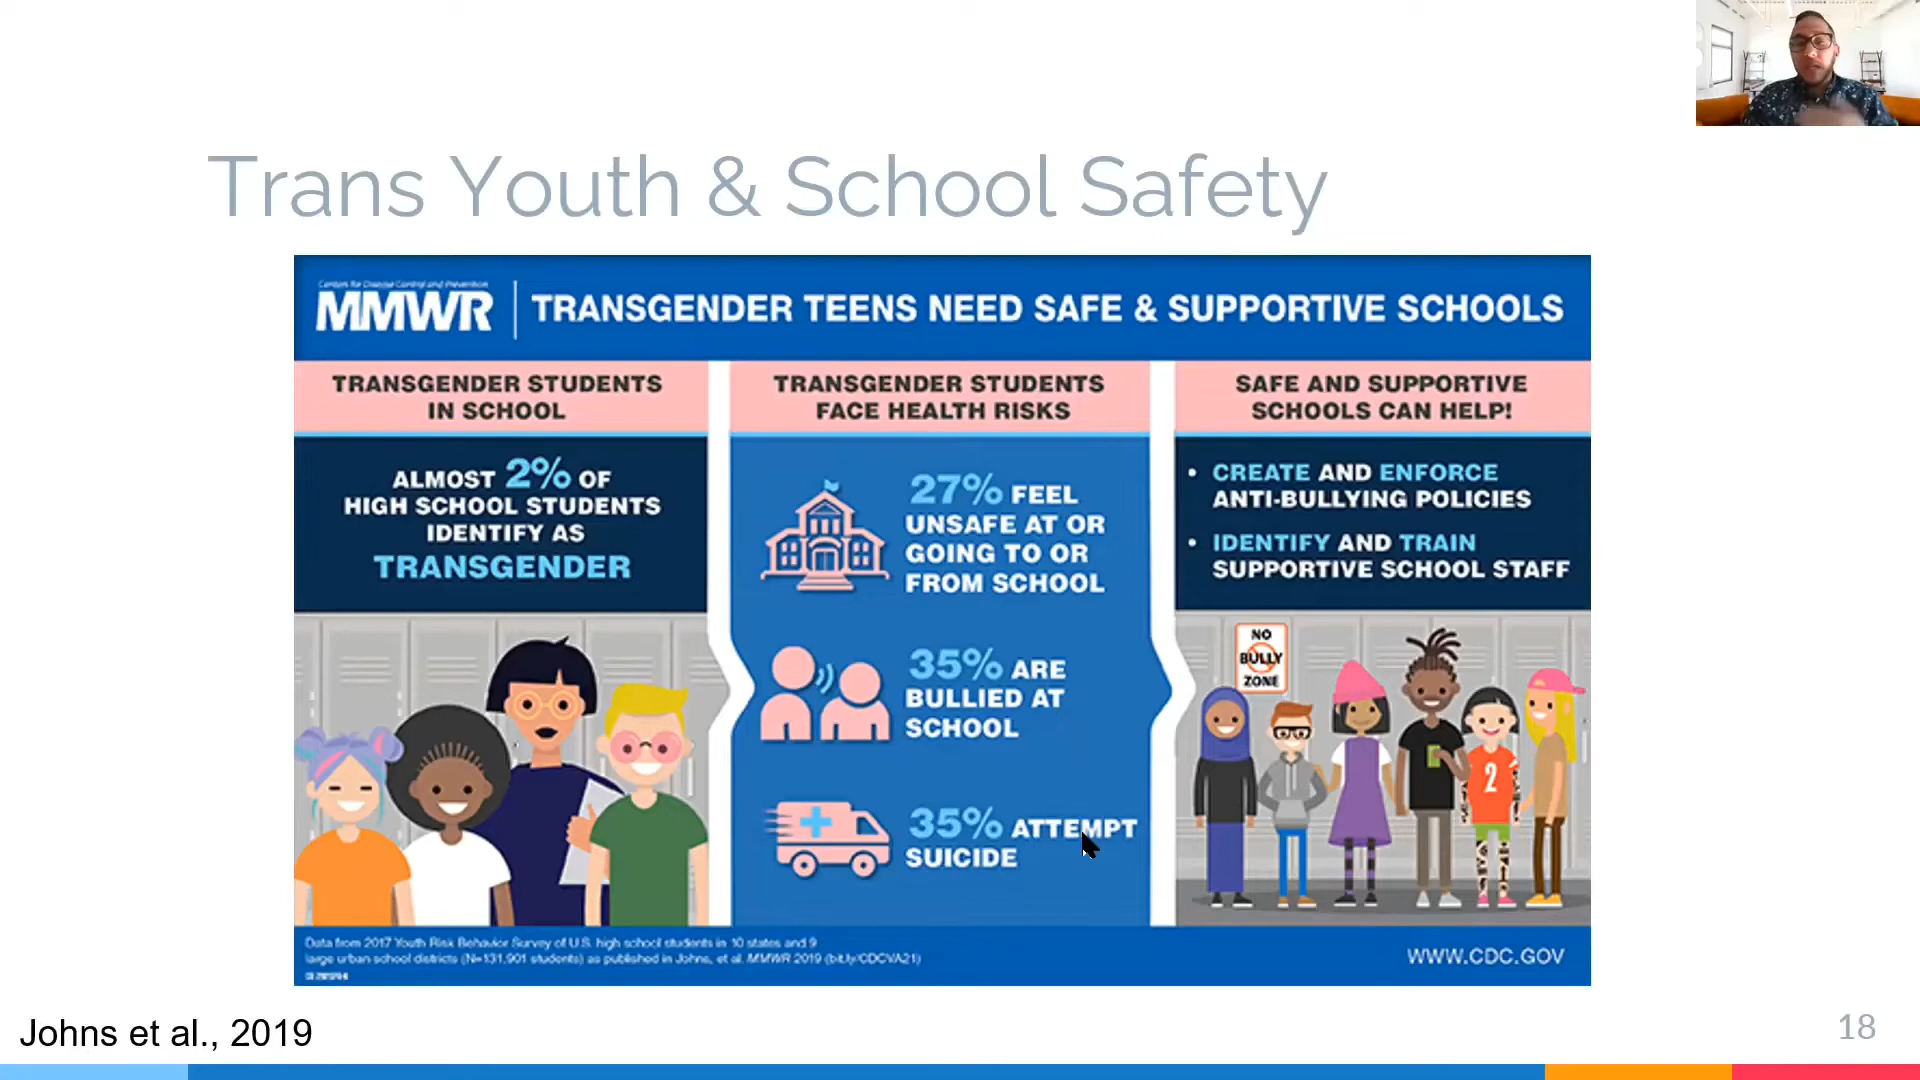 Trans Youth & School Safety
Centers for Disease Control and Prevention
MMWR
TRANSGENDER TEENS NEED SAFE & SUPPORTIVE SCHOOLS
TRANSGENDER STUDENTS
IN SCHOOL
ALMOST 2% OF
HIGH SCHOOL STUDENTS
IDENTIFY AS
TRANSGENDER
TRANSGENDER STUDENTS
FACE HEALTH RISKS
27% FEEL
UNSAFE AT OR
GOING TO OR
FROM SCHOOL
35% ARE
BULLIED AT
SCHOOL
35% ATTEMPT
SUICIDE
SAFE AND SUPPORTIVE
SCHOOLS CAN HELP!
• CREATE AND ENFORCE
ANTI-BULLYING POLICIES
• IDENTIFY AND TRAIN
SUPPORTIVE SCHOOL STAFF
NO
BULLY
ZONE
2
Data from 2017 Youth Risk Behavior Survey of U.S. high school students in 10 states and 9
large urban school districts (N=131,901 students) as published in Johns, et al. MMWR 2019 (bit.ly/CDCVA21)
WWW.CDC.GOV
Johns et al., 2019
18